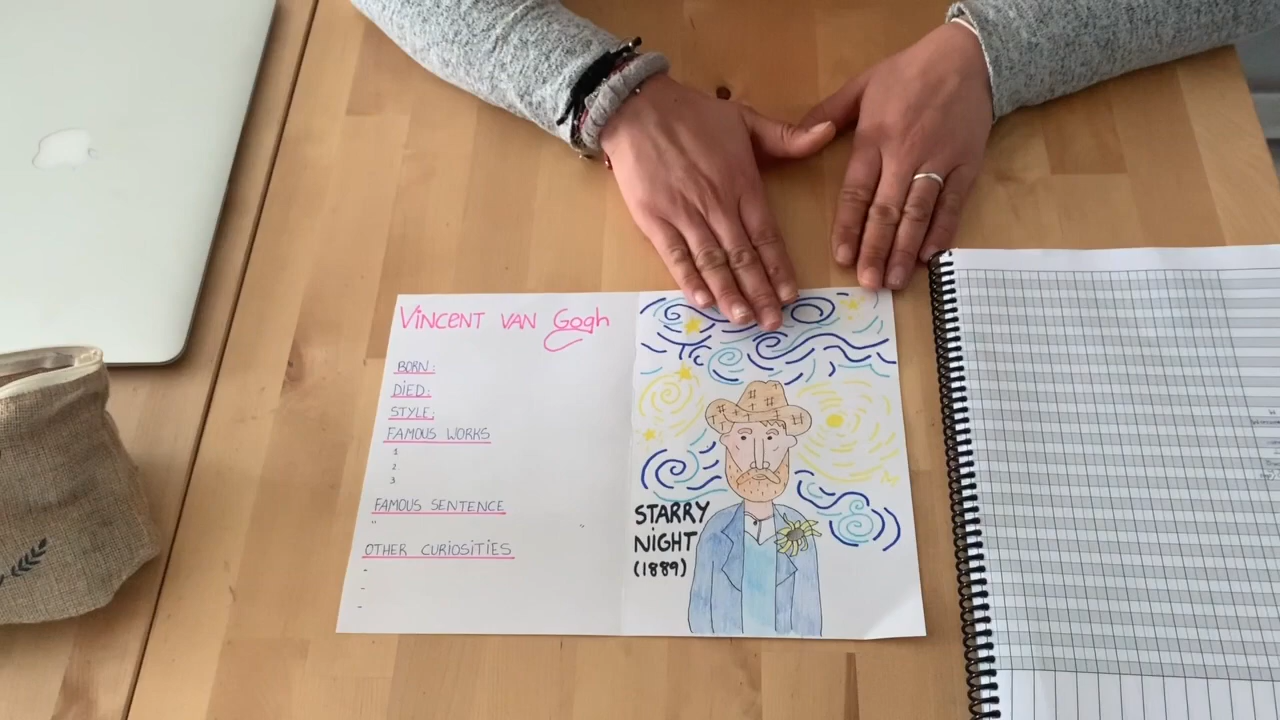 VINCENT VAN Gogh
BORN:
DIED:
STYLE:
FAMOUS WORKS
1
2
3
FAMOUS SENTENCE
" "
OTHER CURIOSITIES
-
-
-
STARRY
NIGHT
(1889)